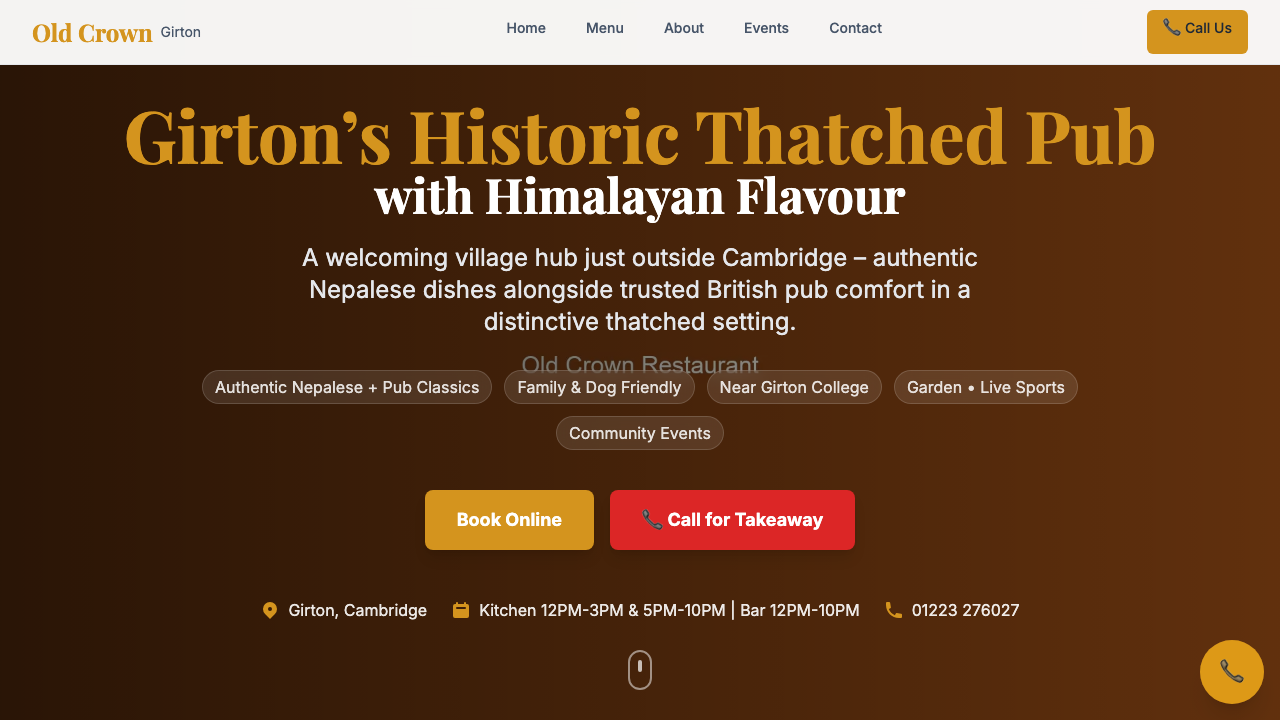 Old Crown Girton
Home Menu About Events Contact
📞 Call Us
Girton’s Historic Thatched Pub
with Himalayan Flavour
A welcoming village hub just outside Cambridge – authentic
Nepalese dishes alongside trusted British pub comfort in a
distinctive thatched setting.
Old Crown Restaurant
Authentic Nepalese + Pub Classics Family & Dog Friendly Near Girton College Garden • Live Sports
Community Events
Book Online 📞 Call for Takeaway
Girton, Cambridge Kitchen 12PM-3PM & 5PM-10PM | Bar 12PM-10PM 01223 276027